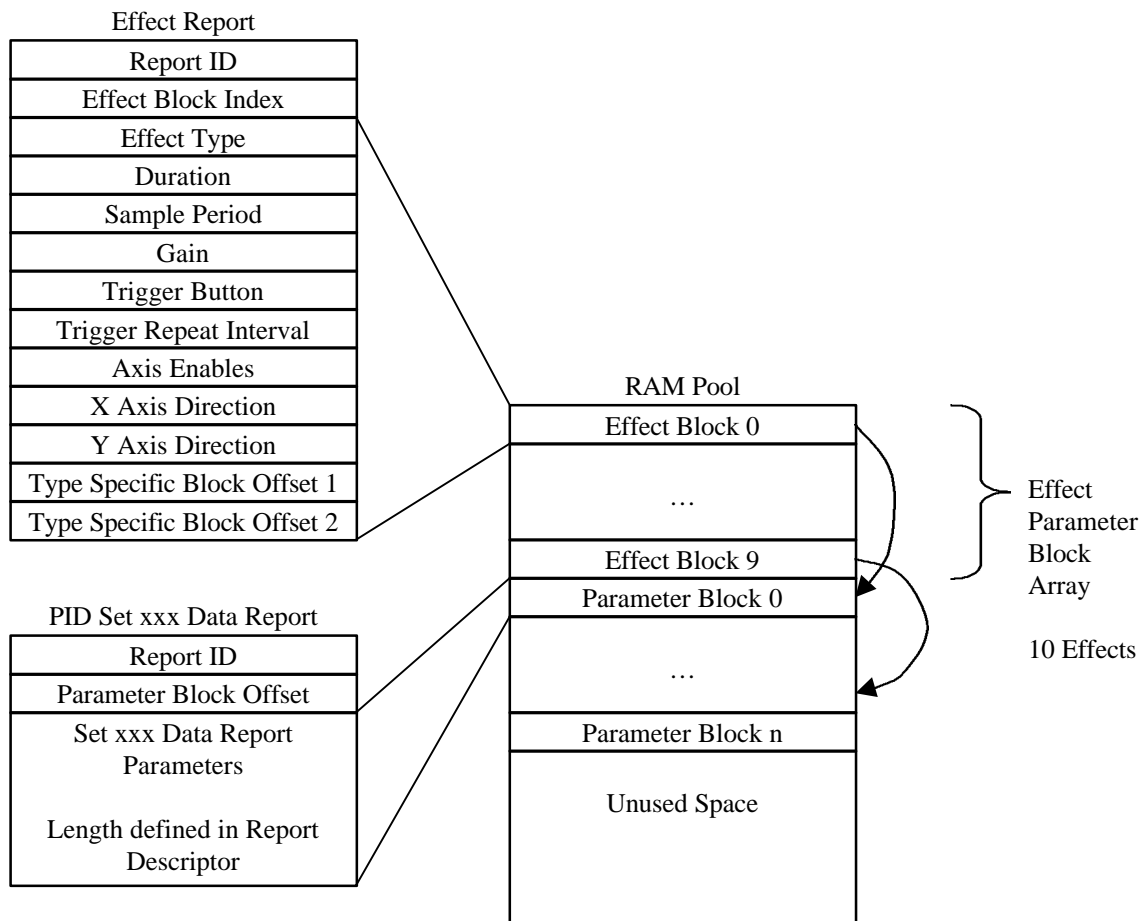 Effect Report
Report ID
Effect Block Index
Effect Type
Duration
Sample Period
Gain
Trigger Button
Trigger Repeat Interval
Axis Enables
X Axis Direction
Y Axis Direction
Type Specific Block Offset 1
Type Specific Block Offset 2
PID Set xxx Data Report
Report ID
Parameter Block Offset
Set xxx Data Report
Parameters
Length defined in Report
Descriptor
RAM Pool
Effect Block 0
…
Effect Block 9
Parameter Block 0
…
Parameter Block n
Unused Space
Effect
Parameter
Block
Array
10 Effects